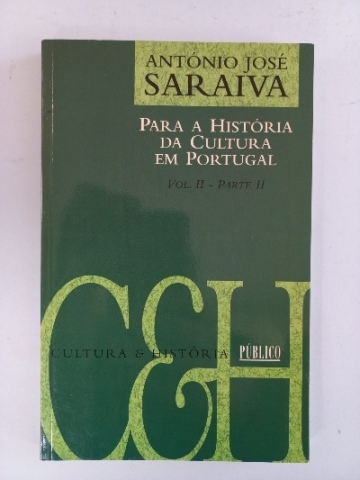 ANTÓNIO JOSÉ
SARAIVA
PARA A HISTÓRIA
DA CULTURA
EM PORTUGAL
VOL. II - PARTE II
C&H
CULTURA & HISTÓRIA PÚBLICO